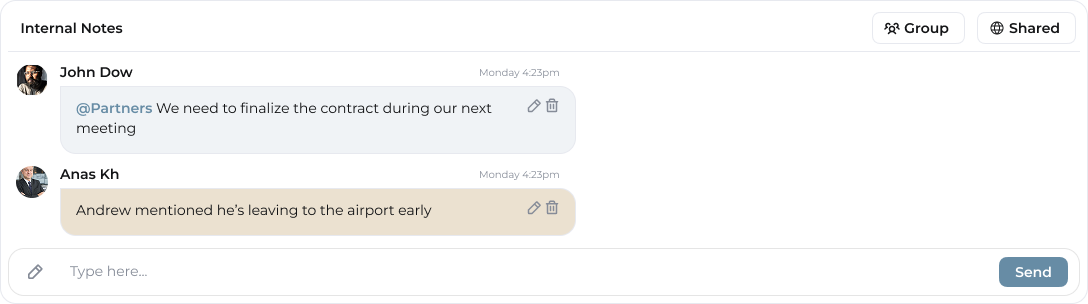 Internal Notes
Group
Shared
John Dow
Monday 4:23pm
@Partners We need to finalize the contract during our next
meeting
Anas Kh
Monday 4:23pm
Andrew mentioned he’s leaving to the airport early
Type here...
Send